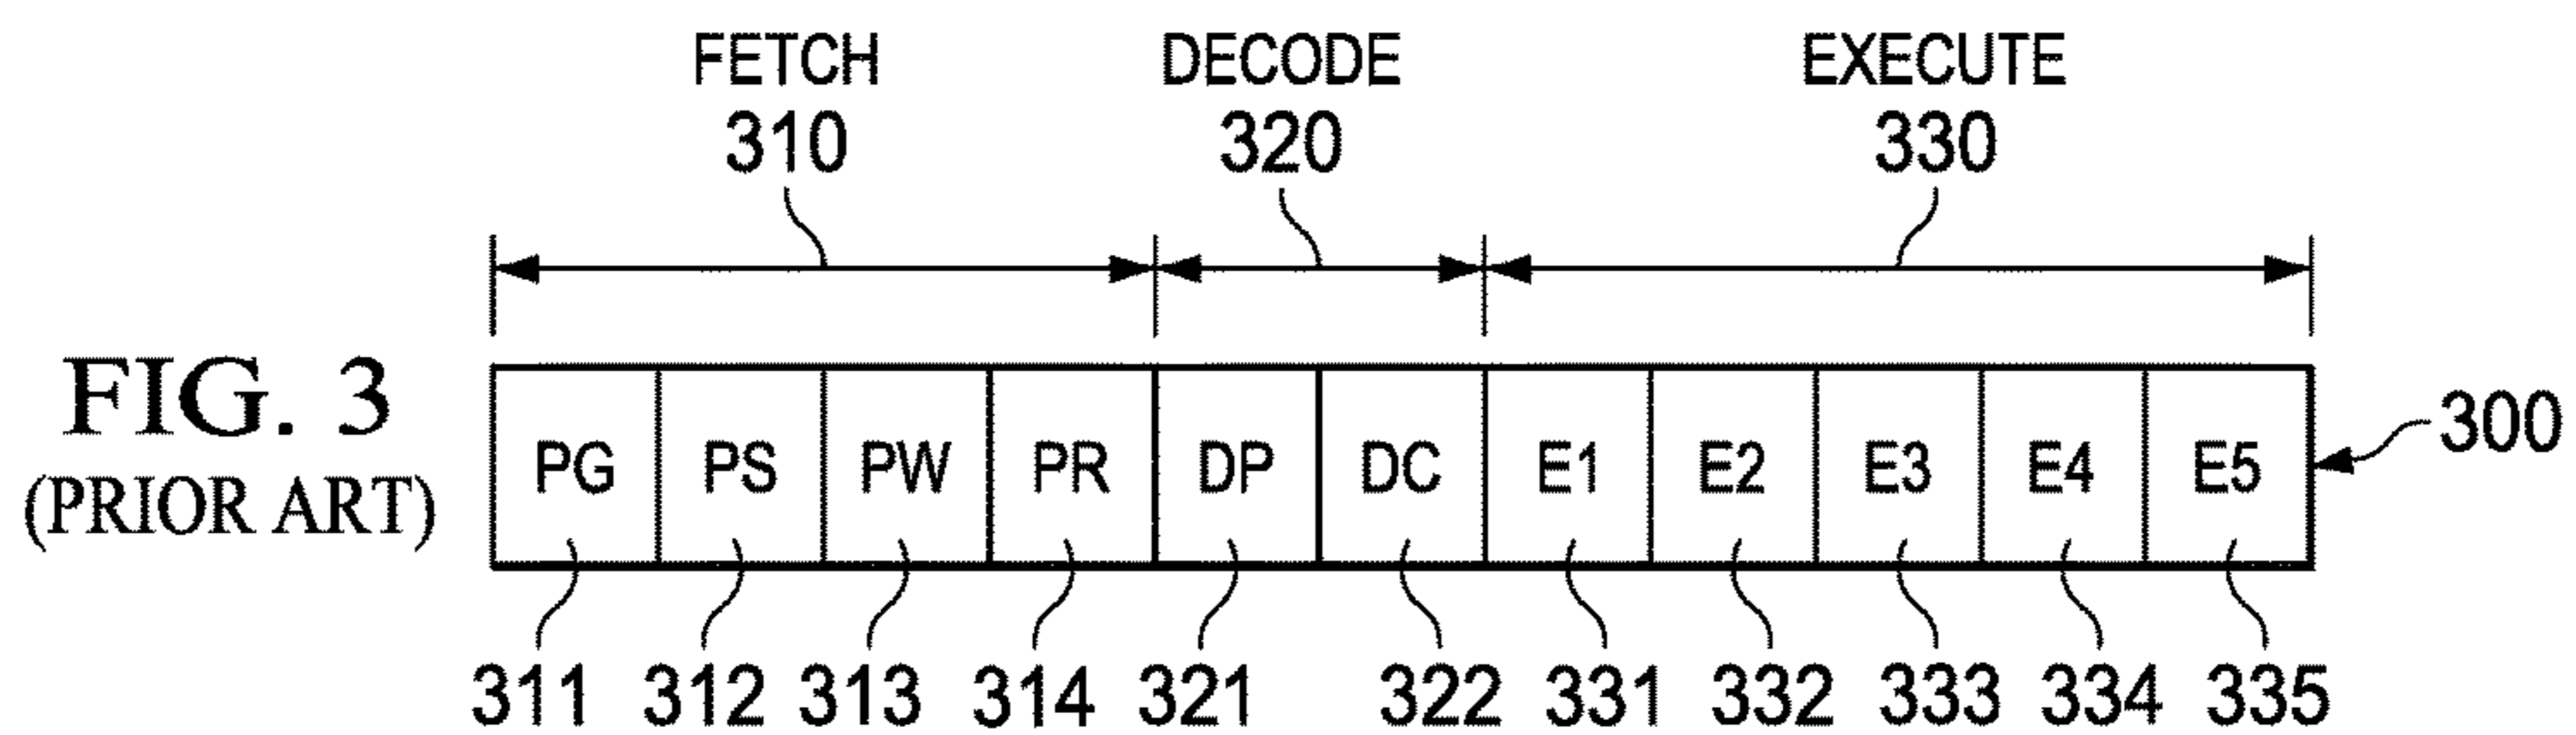 FETCH DECODE EXECUTE
310 320 330
FIG. 3
(PRIOR ART)
PG PS PW PR DP DC E1 E2 E3 E4 E5
300
311 312 313 314 321 322 331 332 333 334 335